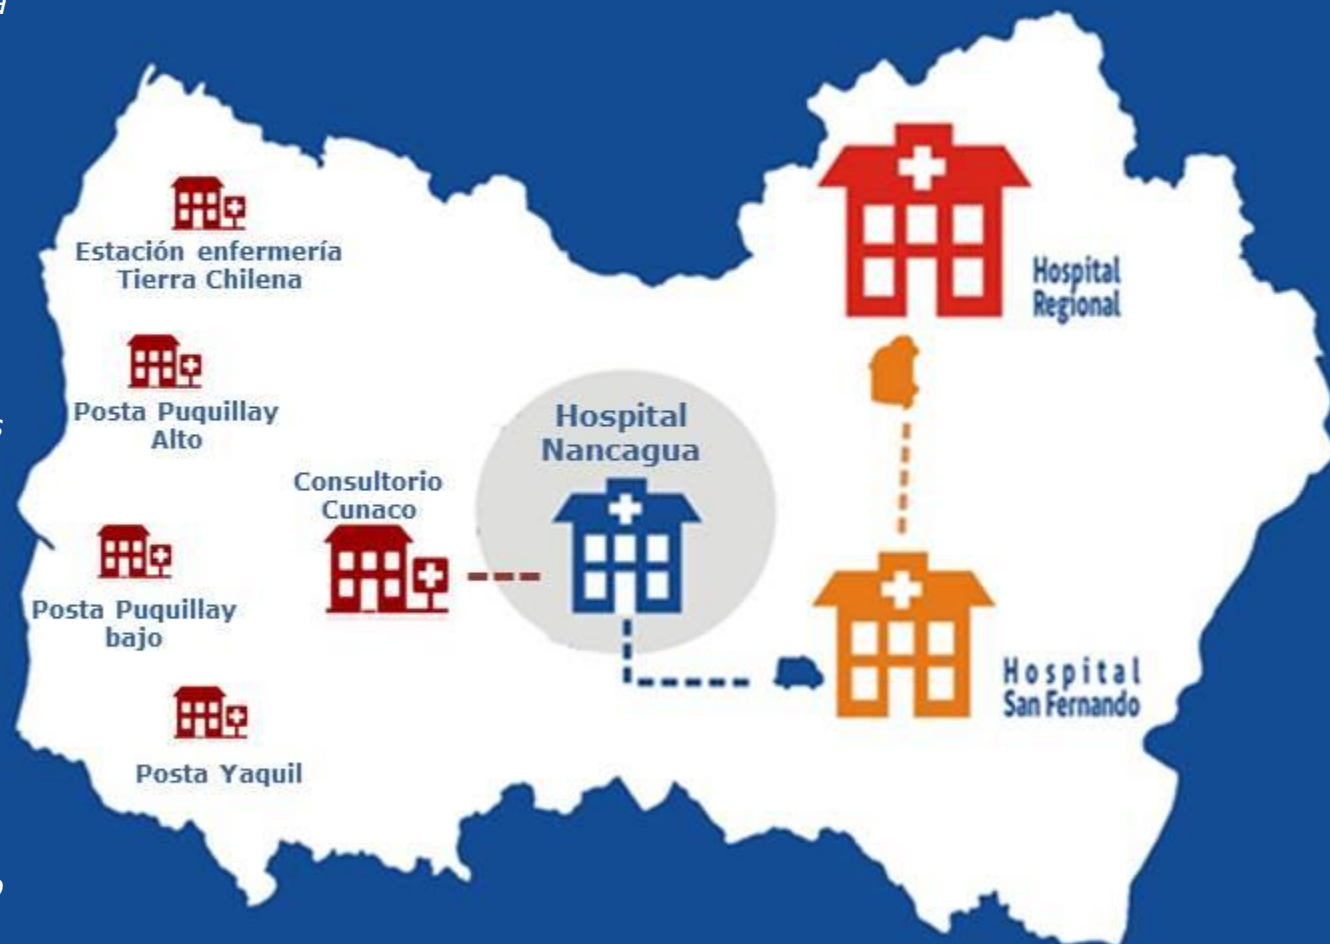 Estación enfermería
Tierra Chilena
Posta Puquillay
Alto
Posta Puquillay
bajo
Posta Yaquil
Consultorio
Cunaco
Hospital
Nancagua
Hospital
Regional
Hospital
San Fernando